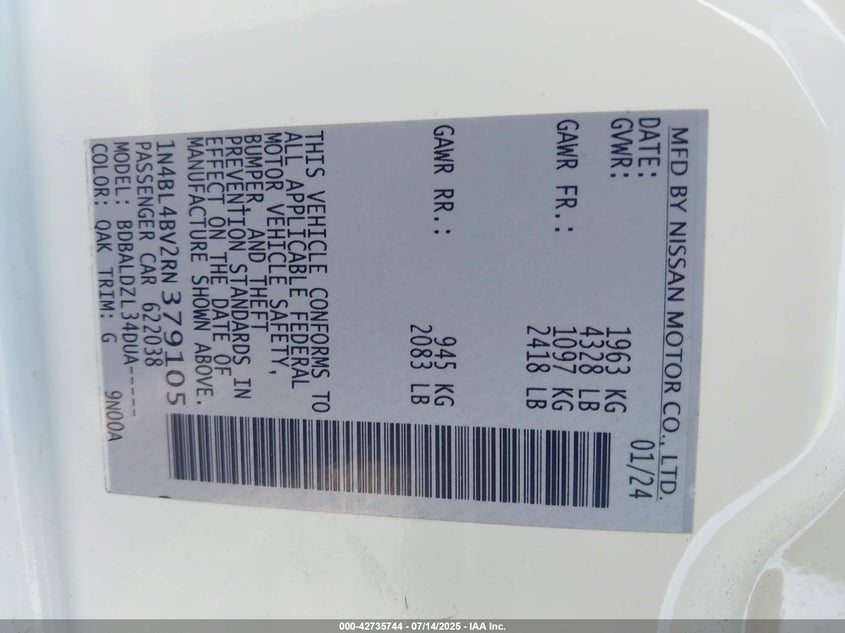 MFD BY NISSAN MOTOR CO., LTD.
DATE: 01/24
GVWR: 1963 KG
4328 LB
GAWR FR.: 1097 KG
2418 LB
GAWR RR.: 945 KG
2083 LB
THIS VEHICLE CONFORMS TO
ALL APPLICABLE FEDERAL
MOTOR VEHICLE SAFETY,
BUMPER, AND THEFT
PREVENTION STANDARDS IN
EFFECT ON THE DATE OF
MANUFACTURE SHOWN ABOVE.
1N4BL4BV2RN379105
PASSENGER CAR 622038
MODEL: BDBALDZL34DUA-----
COLOR: QAK TRIM: G 9N00A
000-42735744 / 07/14/2025 - IAA Inc.